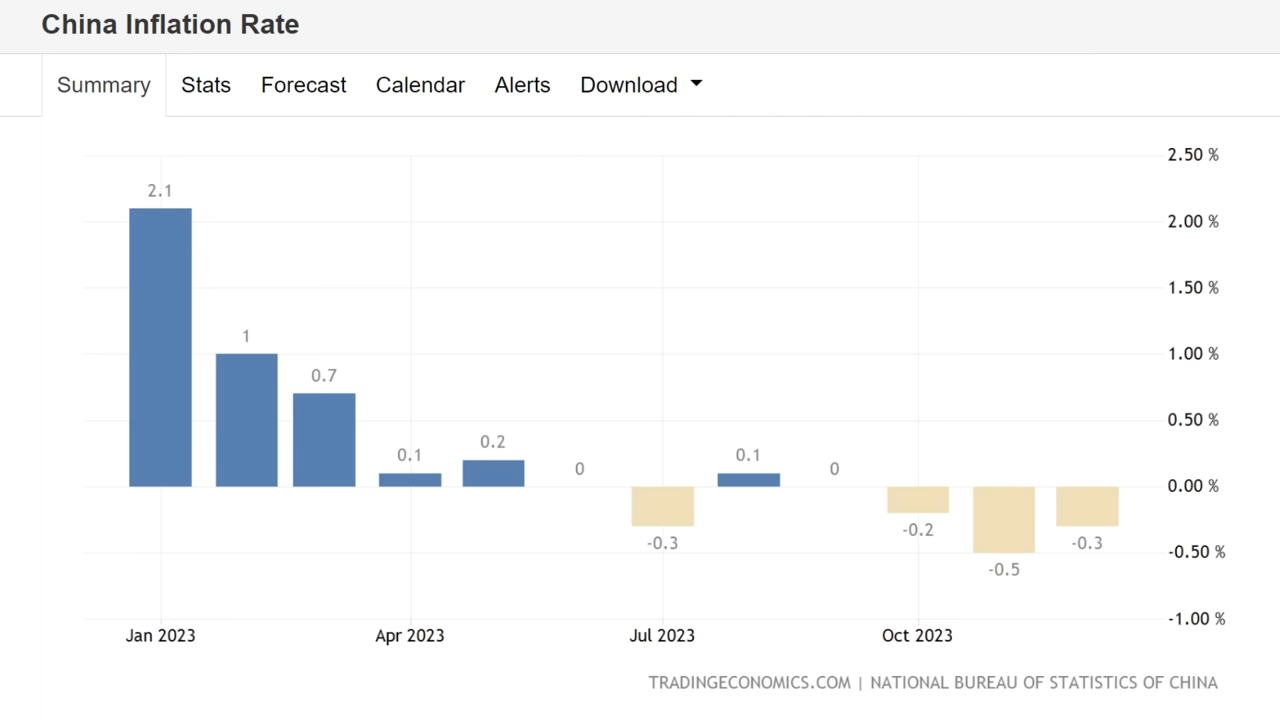 China Inflation Rate
Summary Stats Forecast Calendar Alerts Download
2.50 %
2.1
2.00 %
1.50 %
1
1.00 %
0.7
0.50 %
0.1 0.2 0 0.1 0
0.00 %
-0.3 -0.2 -0.3
-0.50 %
-0.5
-1.00 %
Jan 2023 Apr 2023 Jul 2023 Oct 2023
TRADINGECONOMICS.COM | NATIONAL BUREAU OF STATISTICS OF CHINA